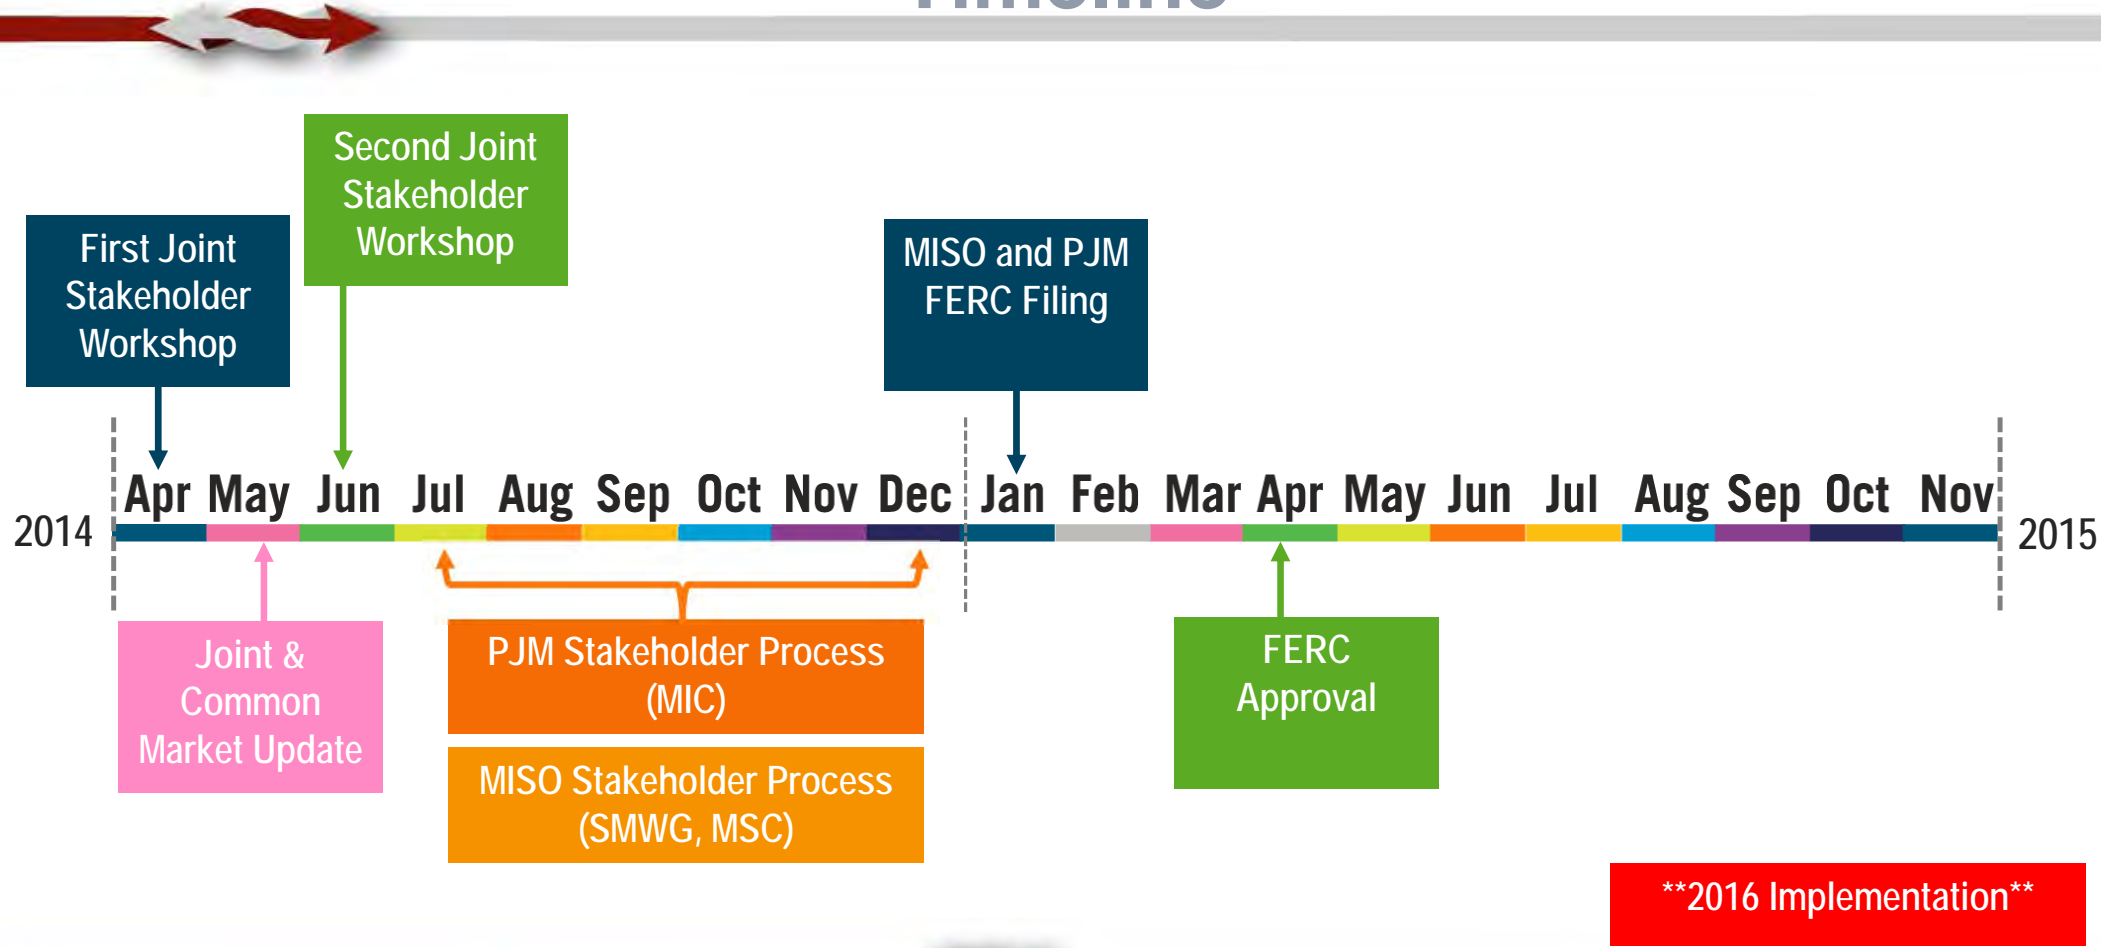 Timeline
Second Joint
Stakeholder
Workshop
First Joint
Stakeholder
Workshop
MISO and PJM
FERC Filing
Apr May Jun Jul Aug Sep Oct Nov Dec Jan Feb Mar Apr May Jun Jul Aug Sep Oct Nov
2014
2015
Joint &
Common
Market Update
PJM Stakeholder Process
(MIC)
MISO Stakeholder Process
(SMWG, MSC)
FERC
Approval
**2016 Implementation**